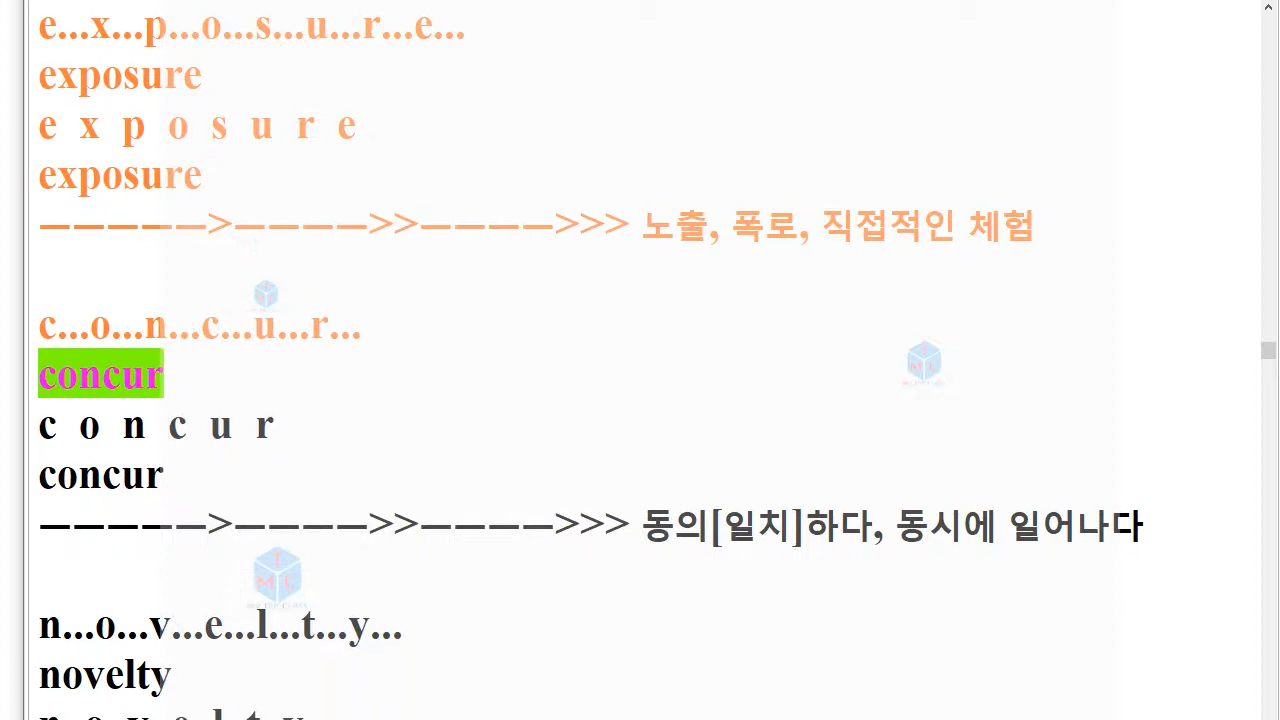 e...x...p...o...s...u...r...e...
exposure
e x p o s u r e
exposure
—————>————>>————>>> 노출, 폭로, 직접적인 체험
c...o...n...c...u...r...
concur
c o n c u r
concur
—————>————>>————>>> 동의[일치]하다, 동시에 일어나다
n...o...v...e...l...t...y...
novelty
n o v e l t y